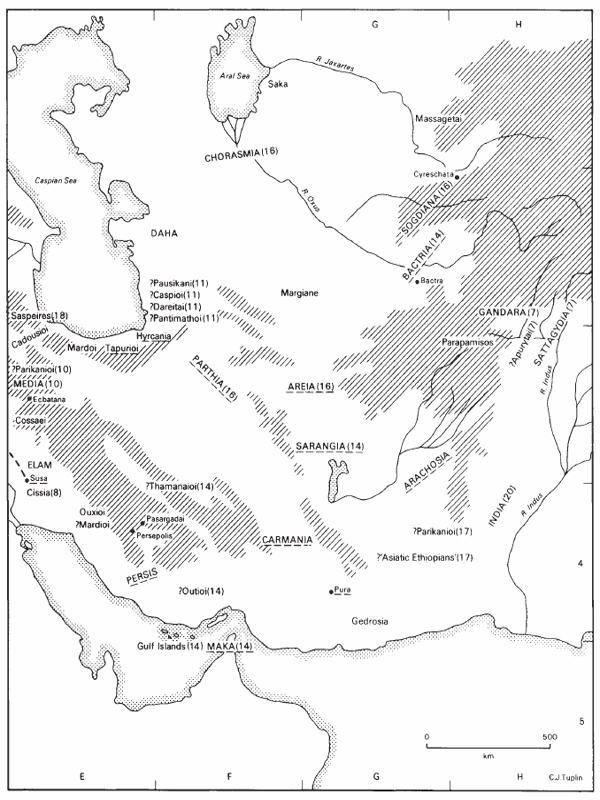 G
H
R. Jaxartes
Aral Sea
Saka
Massagetai
CHORASMIA (16)
Cyreschata
Caspian Sea
R. Oxus
SOGDIANA (16)
DAHA
BACTRIA (14)
?Pausikani (11)
Bactra
?Caspioi (11)
Margiane
?Dareitai (11)
GANDARA (7)
SATTAGYDIA (7)
Saspeires (18)
?Pantimathoi (11)
?Aparytai (7)
Cadousioi
Hyrcania
Parapamisos
Mardoi
Tapurioi
?Parikanioi (10)
PARTHIA (16)
R. Indus
MEDIA (10)
AREIA (16)
Ecbatana
Cossaei
SARANGIA (14)
ELAM
ARACHOSIA
Susa
?Thamanaioi (14)
Cissia (8)
INDIA (20)
R. Indus
Ouxioi
Pasargadai
?Mardioi
Persepolis
?Parikanioi (17)
CARMANIA
?'Asiatic Ethiopians' (17)
4
PERSIS
?Outioi (14)
Pura
Gedrosia
Gulf Islands (14)
MAKA (14)
5
0
500
km
E
F
G
H
C.J.Tuplin